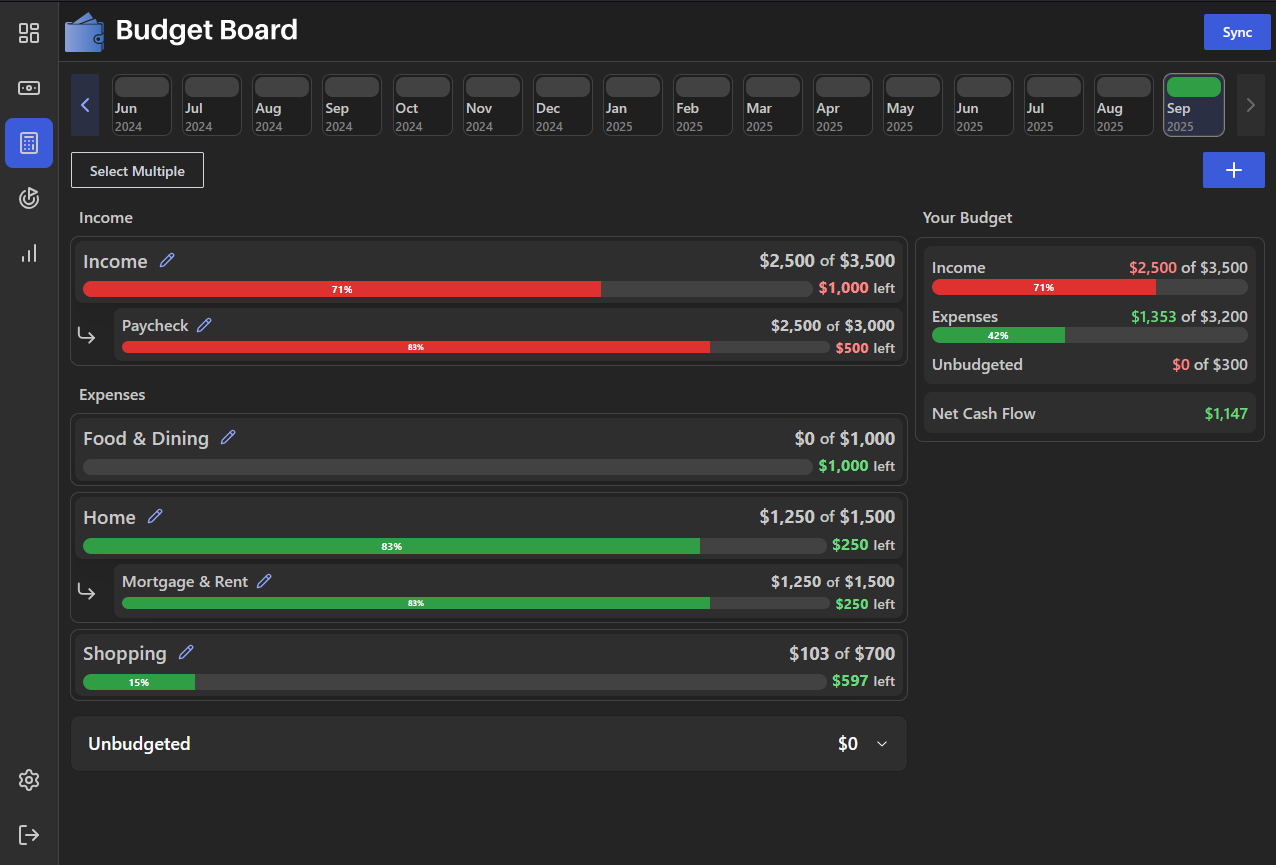 Budget Board
Sync
Jun Jul Aug Sep Oct Nov Dec Jan Feb Mar Apr May Jun Jul Aug Sep
2024 2024 2024 2024 2024 2024 2024 2025 2025 2025 2025 2025 2025 2025 2025 2025
Select Multiple
Income
Income $2,500 of $3,500
71% $1,000 left
Paycheck $2,500 of $3,000
83% $500 left
Expenses
Food & Dining $0 of $1,000
$1,000 left
Home $1,250 of $1,500
83% $250 left
Mortgage & Rent $1,250 of $1,500
83% $250 left
Shopping $103 of $700
15% $597 left
Unbudgeted $0
Your Budget
Income $2,500 of $3,500
71%
Expenses $1,353 of $3,200
42%
Unbudgeted $0 of $300
Net Cash Flow $1,147